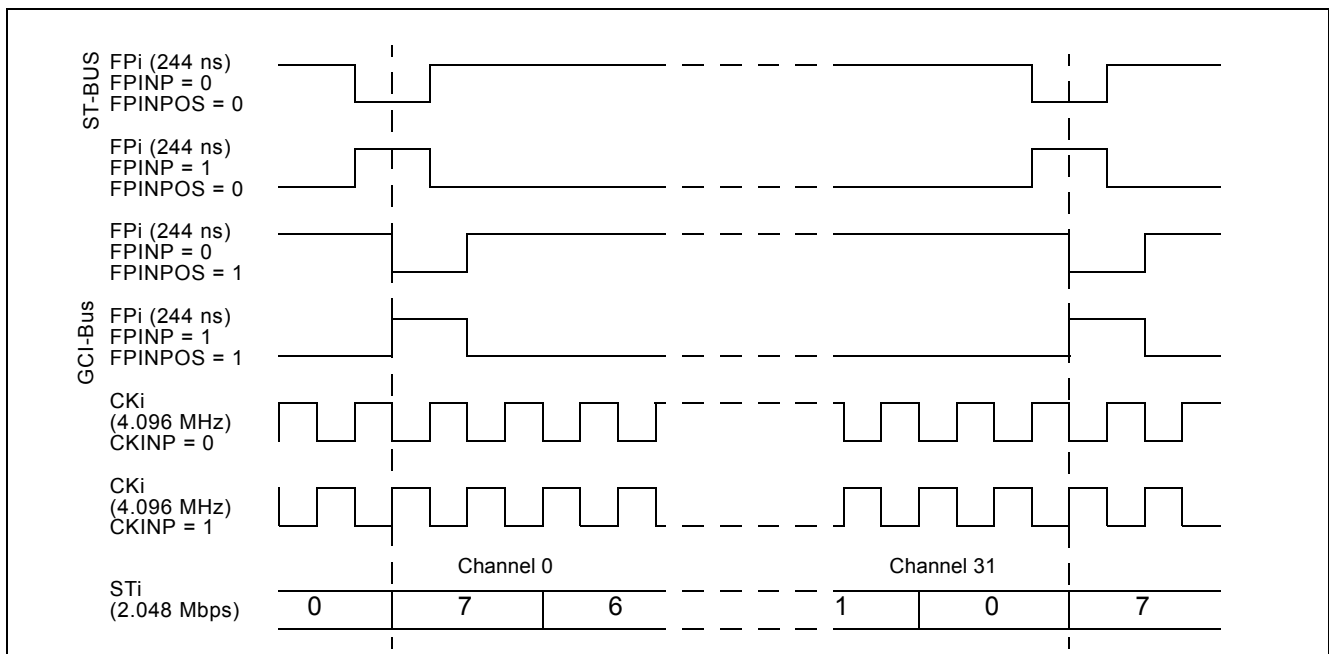 ST-BUS
FPi (244 ns)
FPINP = 0
FPINPOS = 0
FPi (244 ns)
FPINP = 1
FPINPOS = 0
FPi (244 ns)
FPINP = 0
FPINPOS = 1
GCI-Bus
FPi (244 ns)
FPINP = 1
FPINPOS = 1
CKi
(4.096 MHz)
CKINP = 0
CKi
(4.096 MHz)
CKINP = 1
Channel 0 Channel 31
STi
(2.048 Mbps)
0 7 6 1 0 7